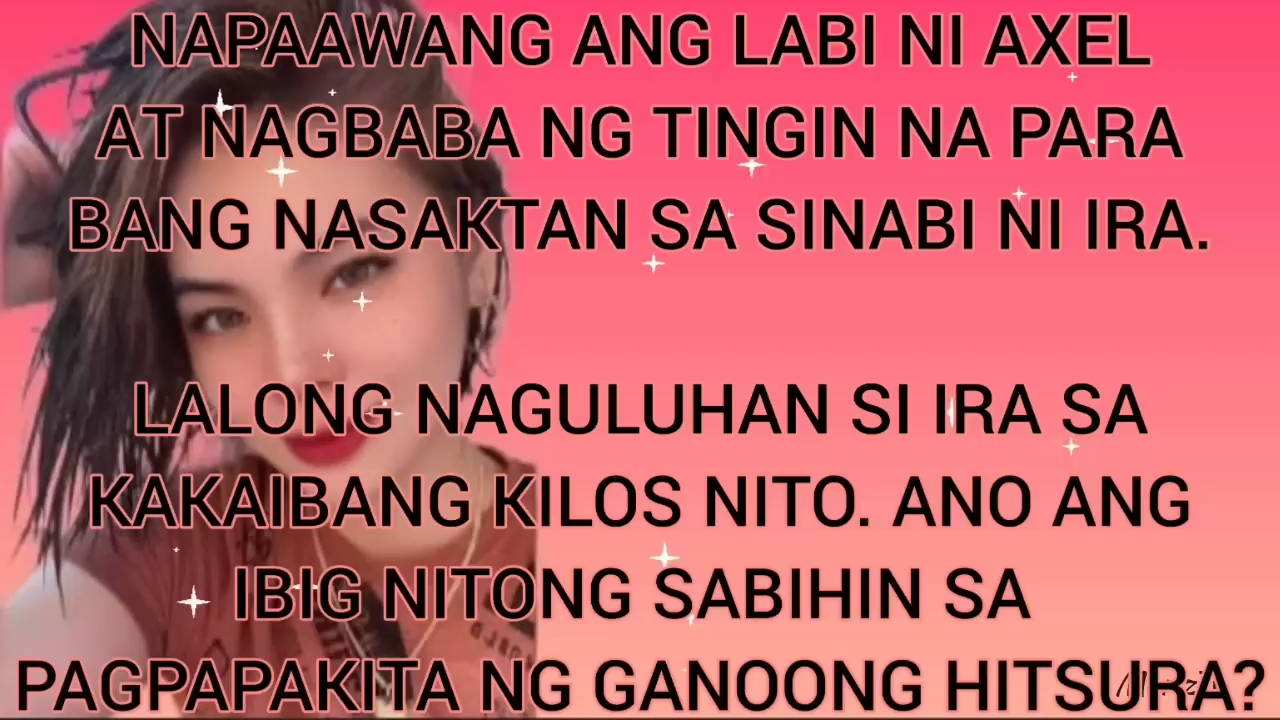 NAPAAWANG ANG LABI NI AXEL
AT NAGBABA NG TINGIN NA PARA
BANG NASAKTAN SA SINABI NI IRA.
LALONG NAGULUHAN SI IRA SA
KAKAIBANG KILOS NITO. ANO ANG
IBIG NITONG SABIHIN SA
PAGPAPAKITA NG GANOONG HITSURA?